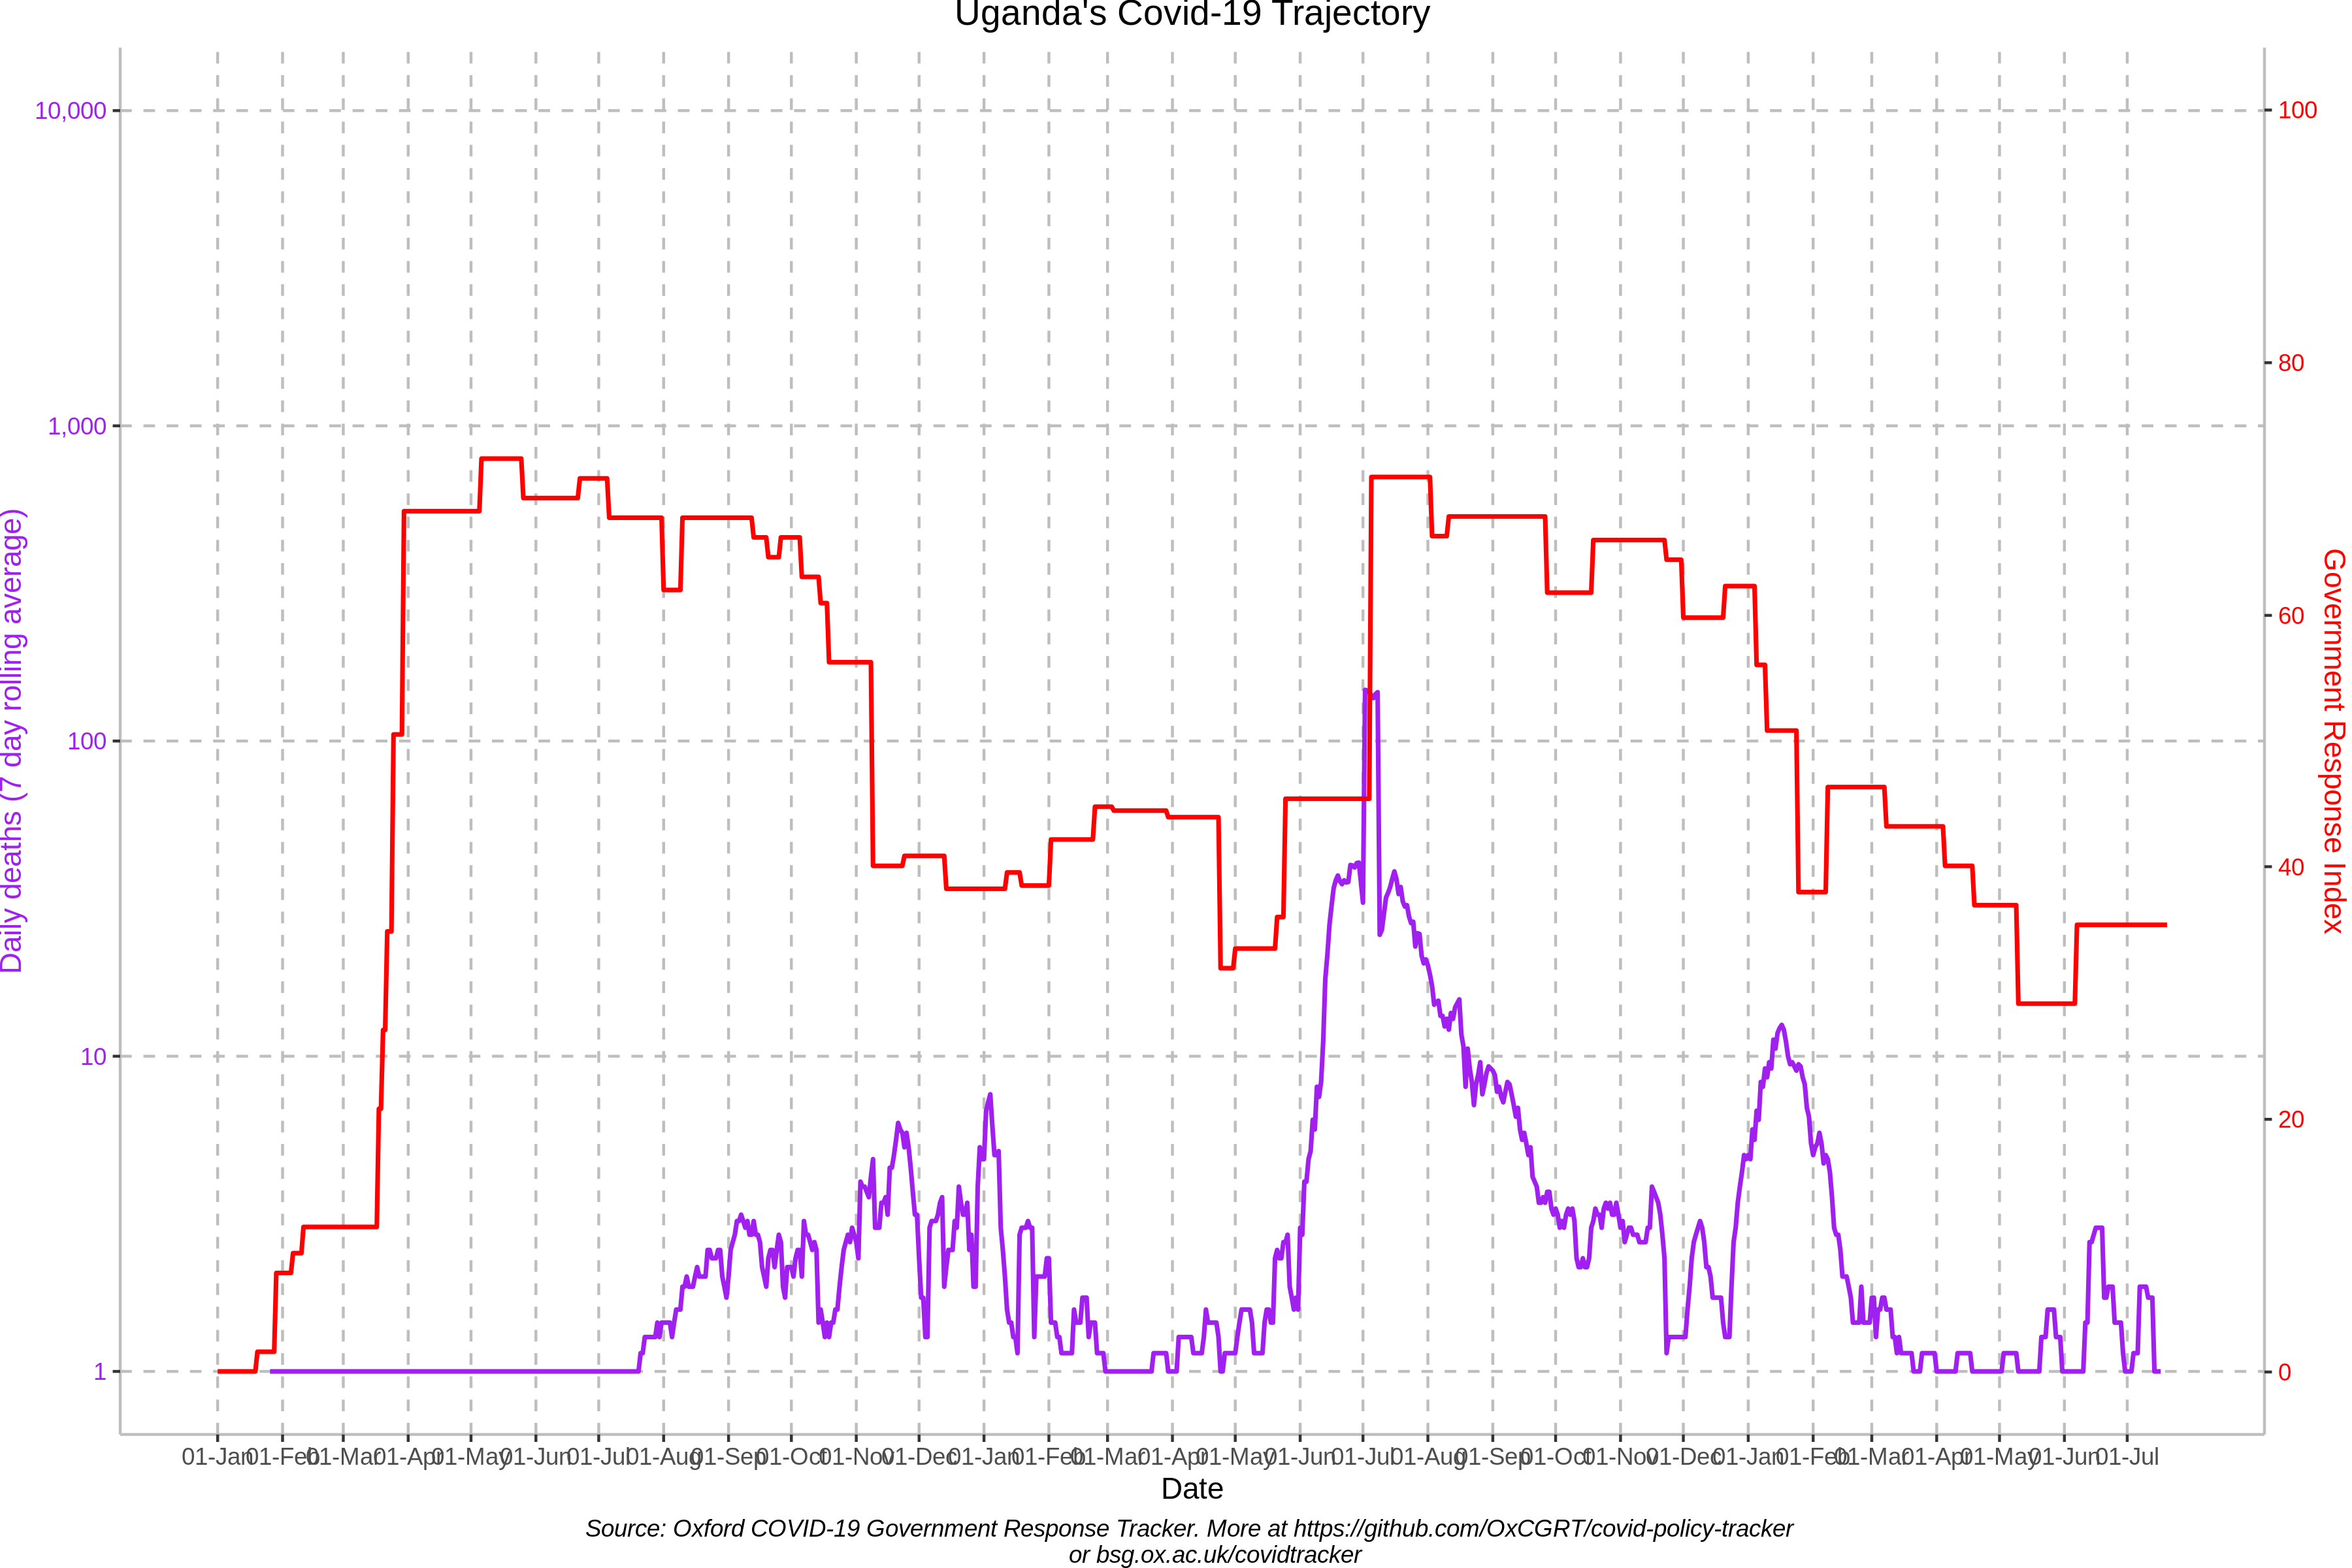 Uganda's Covid-19 Trajectory
10,000
1,000
100
10
1
Daily deaths (7 day rolling average)
100
80
60
40
20
0
Government Response Index
01-Jan 01-Feb 01-Mar 01-Apr 01-May 01-Jun 01-Jul 01-Aug 01-Sep 01-Oct 01-Nov 01-Dec 01-Jan 01-Feb 01-Mar 01-Apr 01-May 01-Jun 01-Jul 01-Aug 01-Sep 01-Oct 01-Nov 01-Dec 01-Jan 01-Feb 01-Mar 01-Apr 01-May 01-Jun 01-Jul
Date
Source: Oxford COVID-19 Government Response Tracker. More at https://github.com/OxCGRT/covid-policy-tracker
or bsg.ox.ac.uk/covidtracker